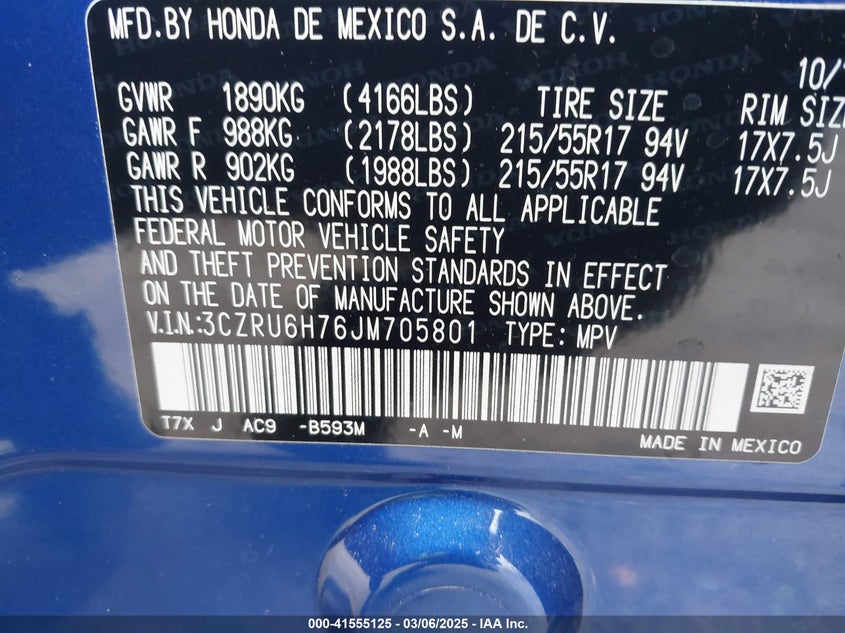 MFD.BY HONDA DE MEXICO S.A. DE C.V.
10/
GVWR 1890KG (4166LBS) TIRE SIZE RIM SIZE
GAWR F 988KG (2178LBS) 215/55R17 94V 17X7.5J
GAWR R 902KG (1988LBS) 215/55R17 94V 17X7.5J
THIS VEHICLE CONFORMS TO ALL APPLICABLE
FEDERAL MOTOR VEHICLE SAFETY
AND THEFT PREVENTION STANDARDS IN EFFECT
ON THE DATE OF MANUFACTURE SHOWN ABOVE.
V.I.N.:3CZRU6H76JM705801 TYPE: MPV
T7X J AC9 -B593M -A -M
MADE IN MEXICO
000-41555125 - 03/06/2025 - IAA Inc.